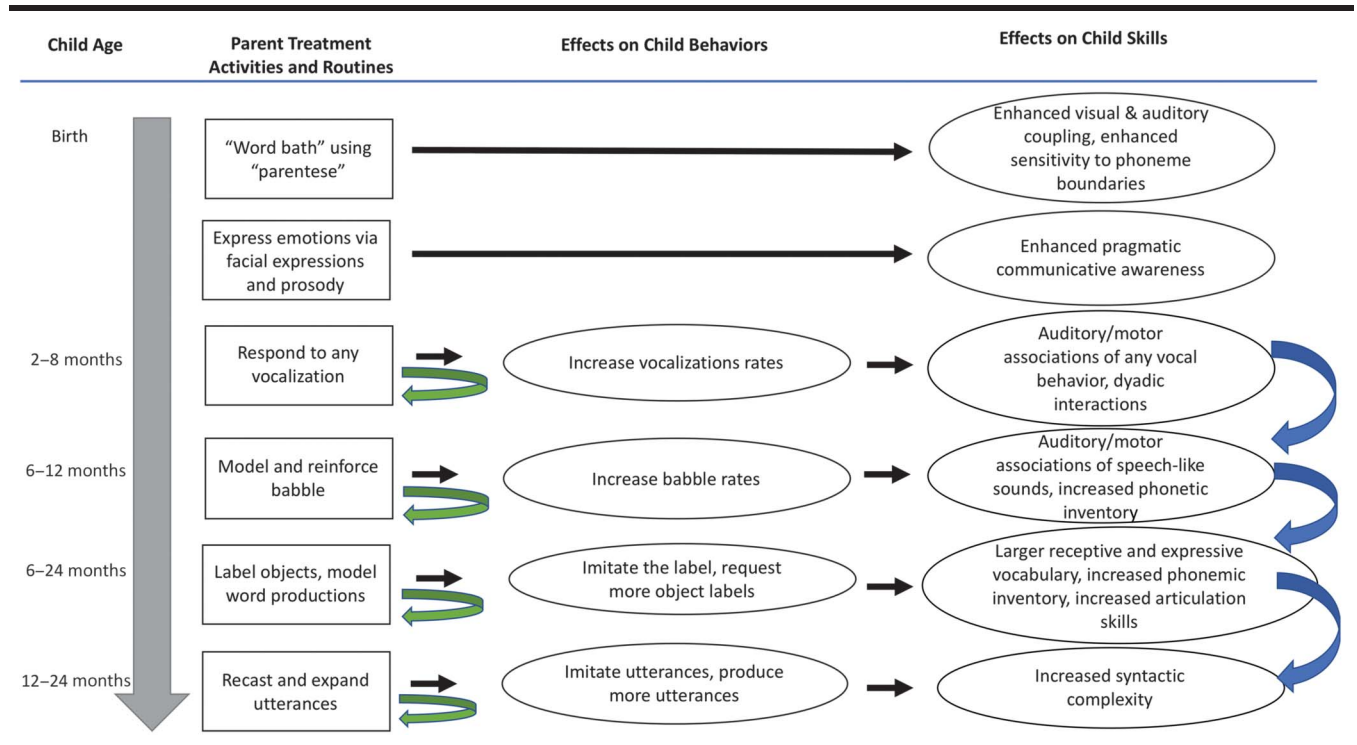 Child Age
Parent Treatment
Activities and Routines
Effects on Child Behaviors
Effects on Child Skills
Birth
“Word bath” using
“parentese”
Enhanced visual & auditory
coupling, enhanced
sensitivity to phoneme
boundaries
Express emotions via
facial expressions
and prosody
Enhanced pragmatic
communicative awareness
2–8 months
Respond to any
vocalization
Increase vocalizations rates
Auditory/motor
associations of any vocal
behavior, dyadic
interactions
6–12 months
Model and reinforce
babble
Increase babble rates
Auditory/motor
associations of speech-like
sounds, increased phonetic
inventory
6–24 months
Label objects, model
word productions
Imitate the label, request
more object labels
Larger receptive and expressive
vocabulary, increased phonemic
inventory, increased articulation
skills
12–24 months
Recast and expand
utterances
Imitate utterances, produce
more utterances
Increased syntactic
complexity